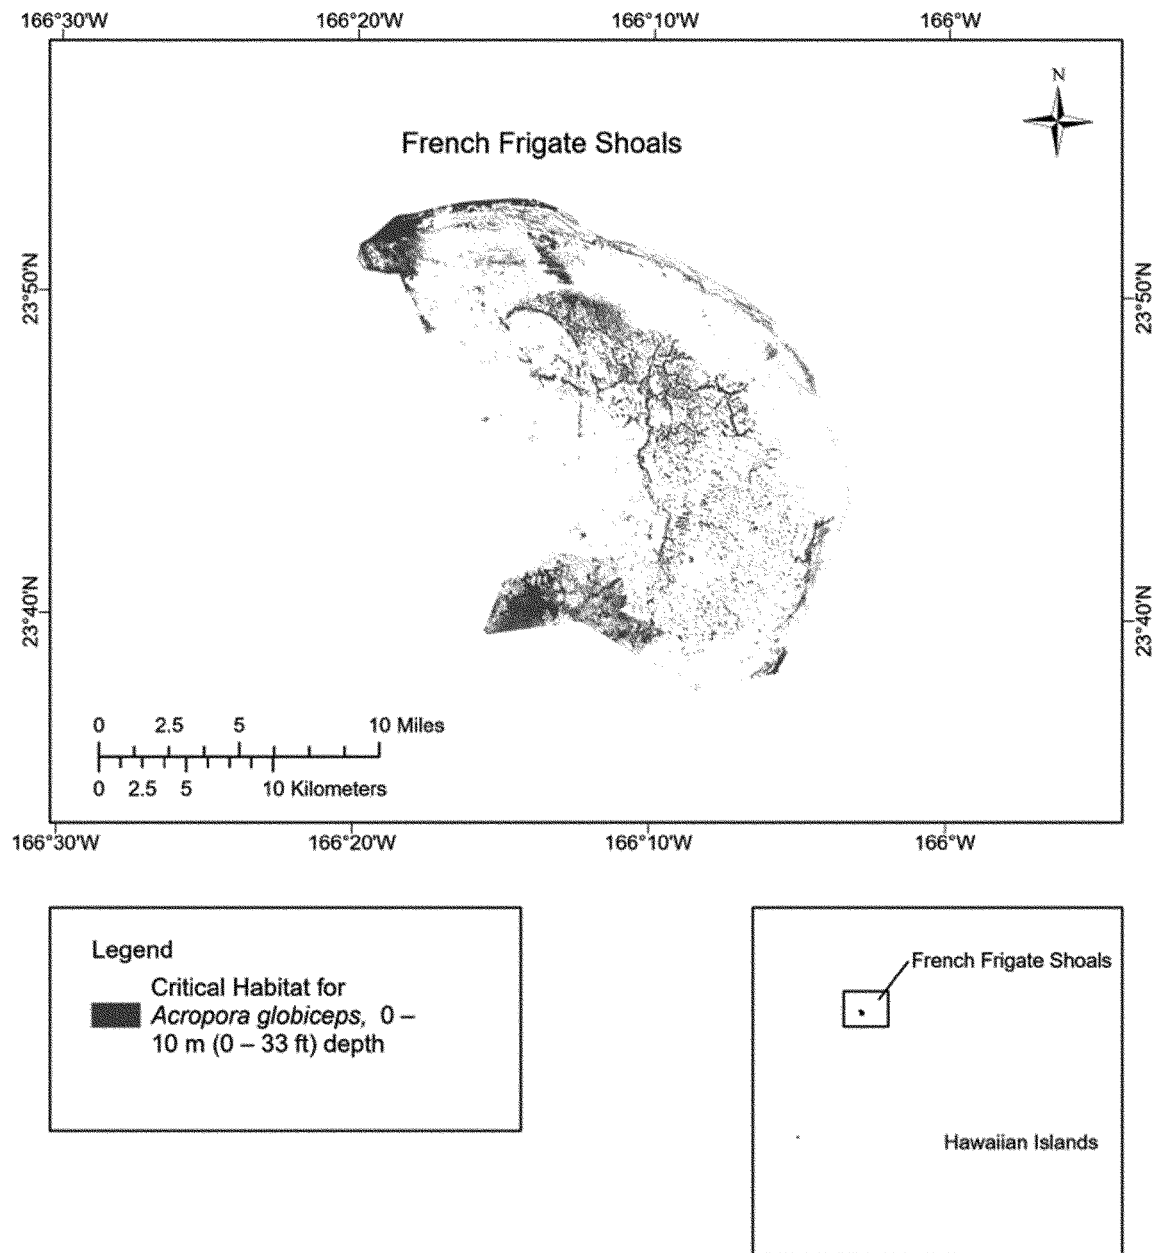 166°30'W 166°20'W 166°10'W 166°W
N
French Frigate Shoals
23°50'N
23°50'N
23°40'N
23°40'N
0 2.5 5 10 Miles
0 2.5 5 10 Kilometers
166°30'W 166°20'W 166°10'W 166°W
Legend
Critical Habitat for
Acropora globiceps, 0 –
10 m (0 – 33 ft) depth
French Frigate Shoals
Hawaiian Islands